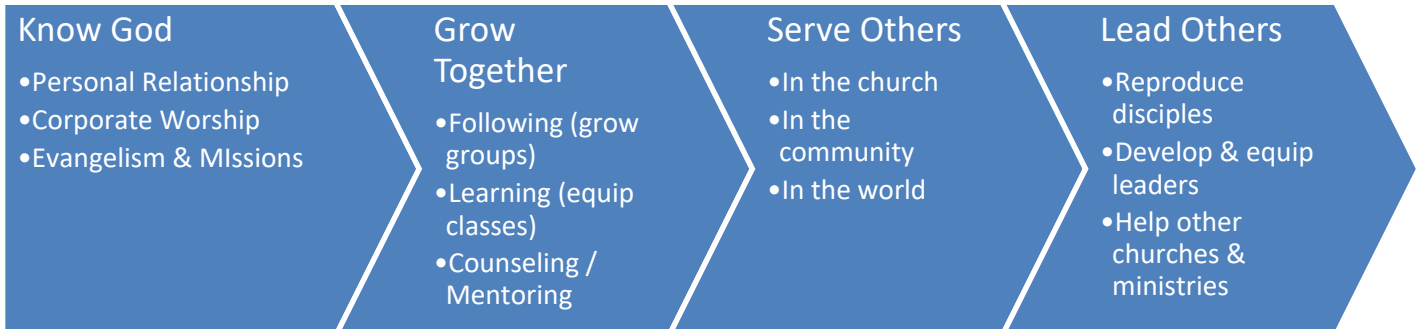 Know God
•Personal Relationship
•Corporate Worship
•Evangelism & MIssions
Grow
Together
•Following (grow
groups)
•Learning (equip
classes)
•Counseling /
Mentoring
Serve Others
•In the church
•In the
community
•In the world
Lead Others
•Reproduce
disciples
•Develop & equip
leaders
•Help other
churches &
ministries